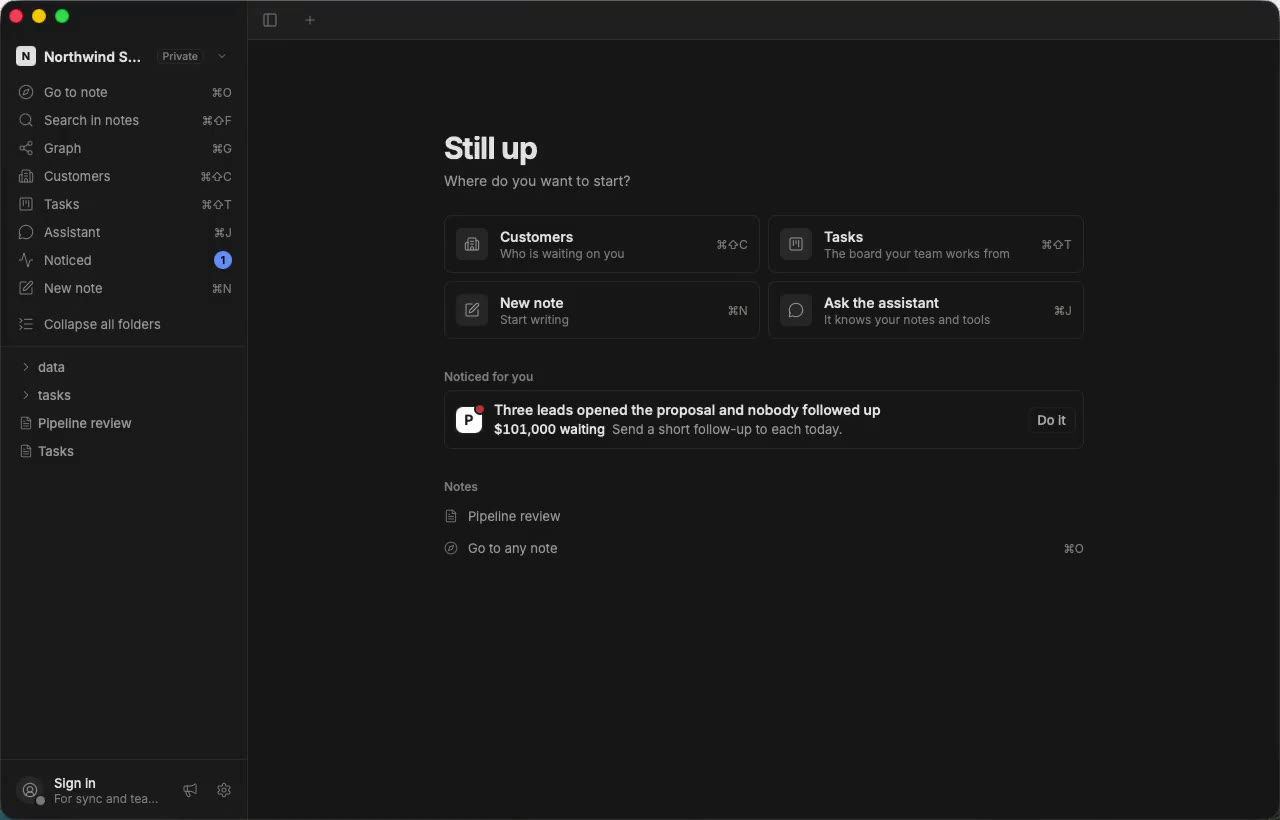 N Northwind S... Private
Go to note ⌘O
Search in notes ⌘⇧F
Graph ⌘G
Customers ⌘⇧C
Tasks ⌘⇧T
Assistant ⌘J
Noticed 1
New note ⌘N
Collapse all folders
data
tasks
Pipeline review
Tasks
Sign in
For sync and tea...
Still up
Where do you want to start?
Customers
Who is waiting on you
⌘⇧C
Tasks
The board your team works from
⌘⇧T
New note
Start writing
⌘N
Ask the assistant
It knows your notes and tools
⌘J
Noticed for you
P
Three leads opened the proposal and nobody followed up
$101,000 waiting Send a short follow-up to each today.
Do it
Notes
Pipeline review
Go to any note ⌘O